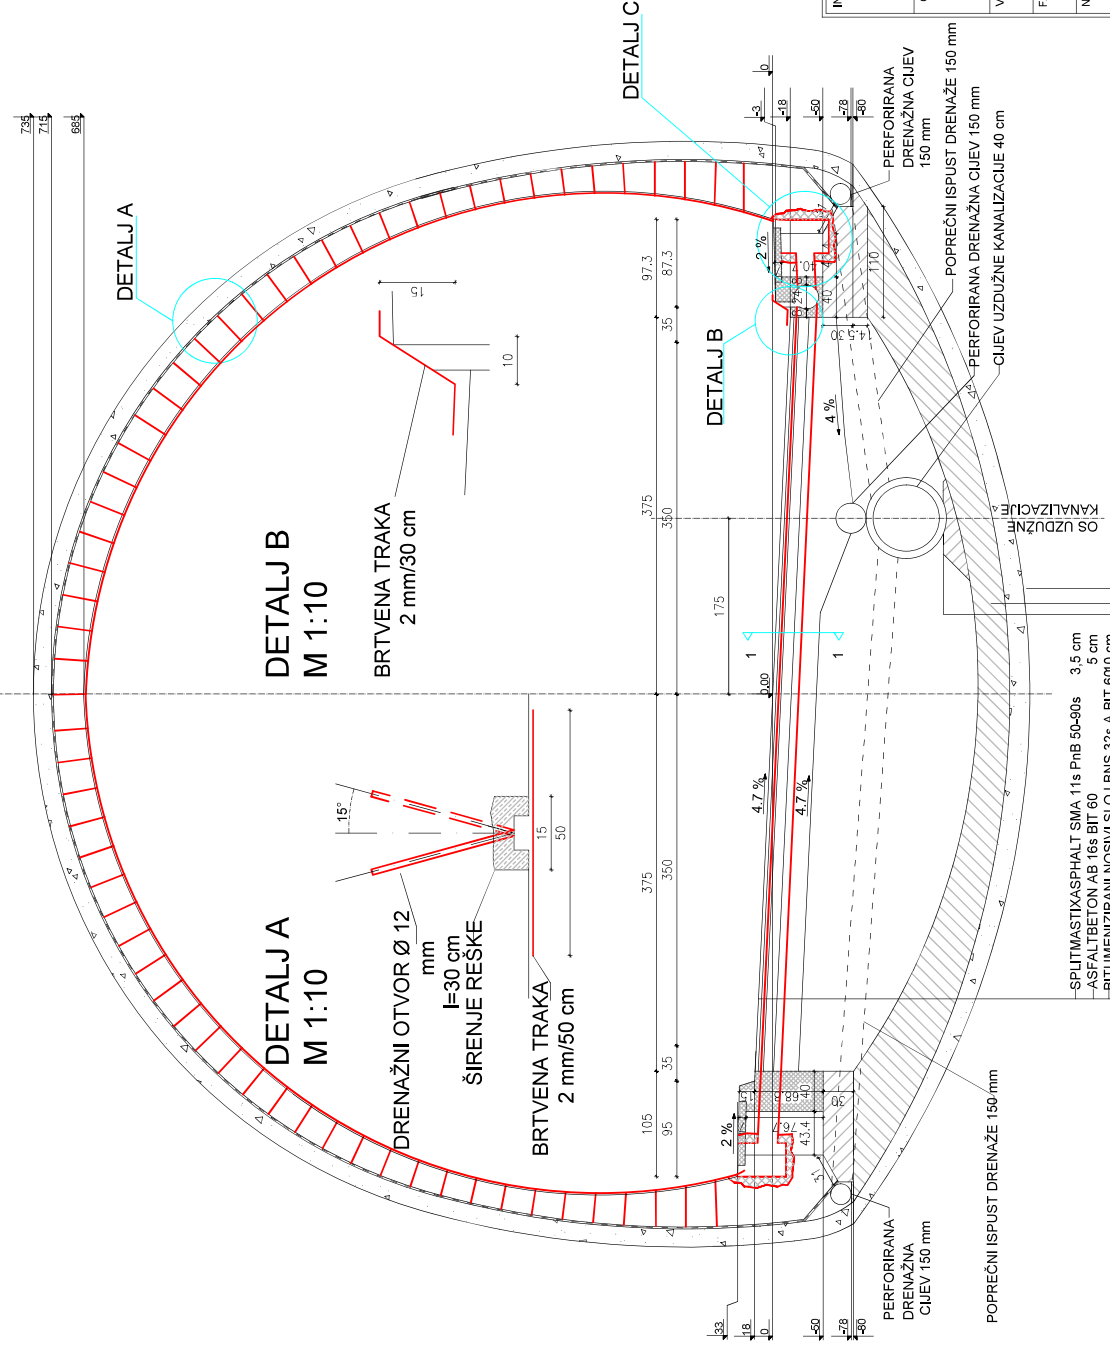 735
715
685
DETALJ A
DETALJ C
0
-3
-18
-50
-78
-80
PERFORIRANA
DRENAŽNA CIJEV
150 mm
POPREČNI ISPUST DRENAŽE 150 mm
PERFORIRANA DRENAŽNA CIJEV 150 mm
CIJEV UZDUŽNE KANALIZACIJE 40 cm
15
10
DETALJ B
M 1:10
BRTVENA TRAKA
2 mm/30 cm
DETALJ B
2 %
97.3
87.3
35
375
350
110
40
4 %
175
OS UZDUŽNE
KANALIZACIJE
1
1
0.00
4.7 %
4.7 %
DETALJ A
M 1:10
15°
DRENAŽNI OTVOR Ø 12
mm
l=30 cm
ŠIRENJE REŠKE
15
50
BRTVENA TRAKA
2 mm/50 cm
375
350
35
105
95
2 %
76.7
43.4
40
30
SPLITMASTIXASPHALT SMA 11s PnB 50-90s 3,5 cm
ASFALTBETON AB 16s BIT 60 5 cm
33
18
0
-50
-78
-80
PERFORIRANA
DRENAŽNA
CIJEV 150 mm
POPREČNI ISPUST DRENAŽE 150 mm